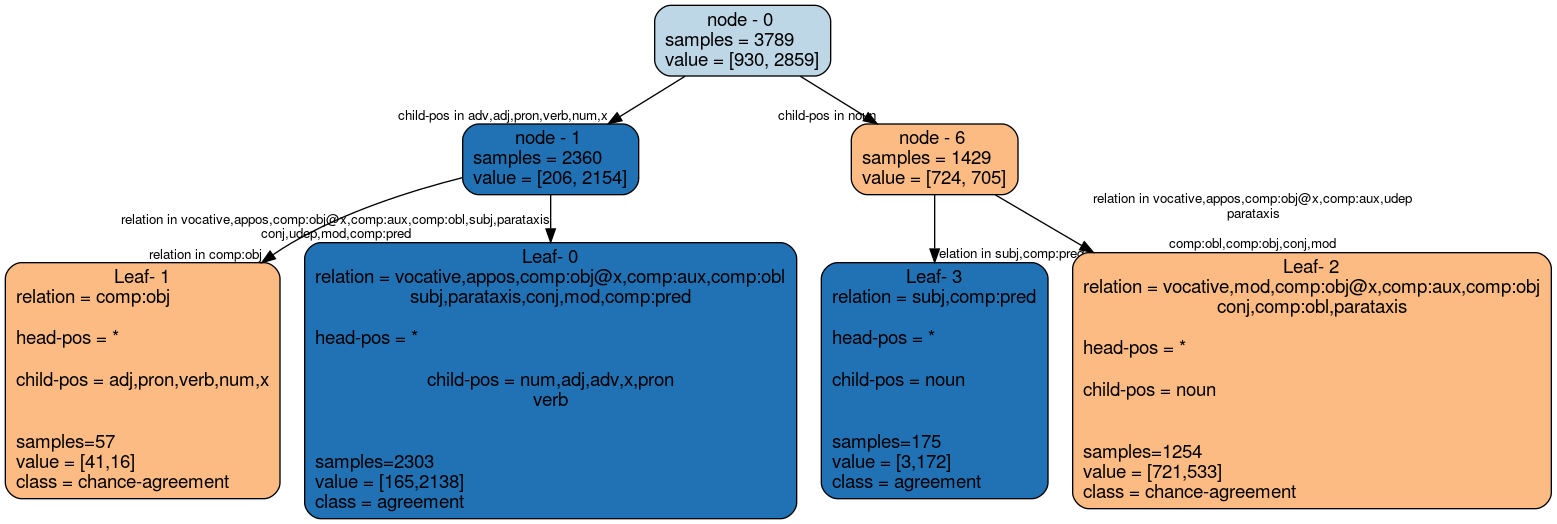 node - 0
samples = 3789
value = [930, 2859]
child-pos in adv,adj,pron,verb,num,x
child-pos in noun
node - 1
samples = 2360
value = [206, 2154]
node - 6
samples = 1429
value = [724, 705]
relation in vocative,appos,comp:obj@x,comp:aux,comp:obl,subj,parataxis
conj,udep,mod,comp:pred
relation in comp:obj
relation in subj,comp:pred
relation in vocative,appos,comp:obj@x,comp:aux,udep
parataxis
comp:obl,comp:obj,conj,mod
Leaf- 1
relation = comp:obj
head-pos = *
child-pos = adj,pron,verb,num,x
samples=57
value = [41,16]
class = chance-agreement
Leaf- 0
relation = vocative,appos,comp:obj@x,comp:aux,comp:obl
subj,parataxis,conj,mod,comp:pred
head-pos = *
child-pos = num,adj,adv,x,pron
verb
samples=2303
value = [165,2138]
class = agreement
Leaf- 3
relation = subj,comp:pred
head-pos = *
child-pos = noun
samples=175
value = [3,172]
class = agreement
Leaf- 2
relation = vocative,mod,comp:obj@x,comp:aux,comp:obj
conj,comp:obl,parataxis
head-pos = *
child-pos = noun
samples=1254
value = [721,533]
class = chance-agreement